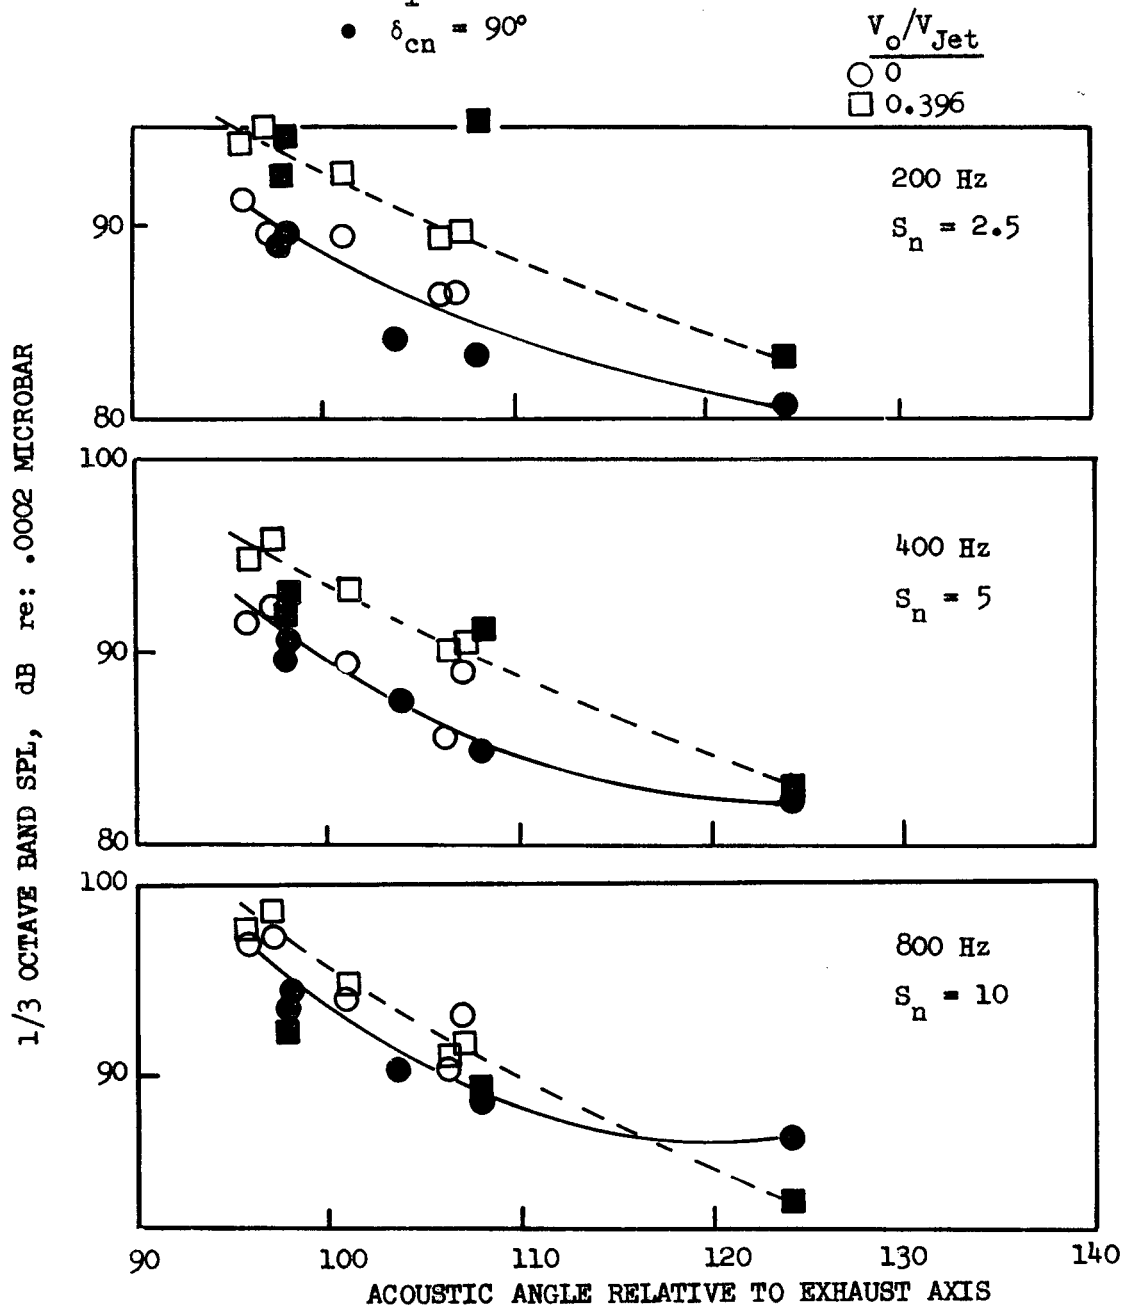 δcn = 90°
Vo/VJet
0
0.396
200 Hz
Sn = 2.5
90
80
100
400 Hz
Sn = 5
90
80
100
800 Hz
Sn = 10
90
90 100 110 120 130 140
ACOUSTIC ANGLE RELATIVE TO EXHAUST AXIS
1/3 OCTAVE BAND SPL, dB re: .0002 MICROBAR